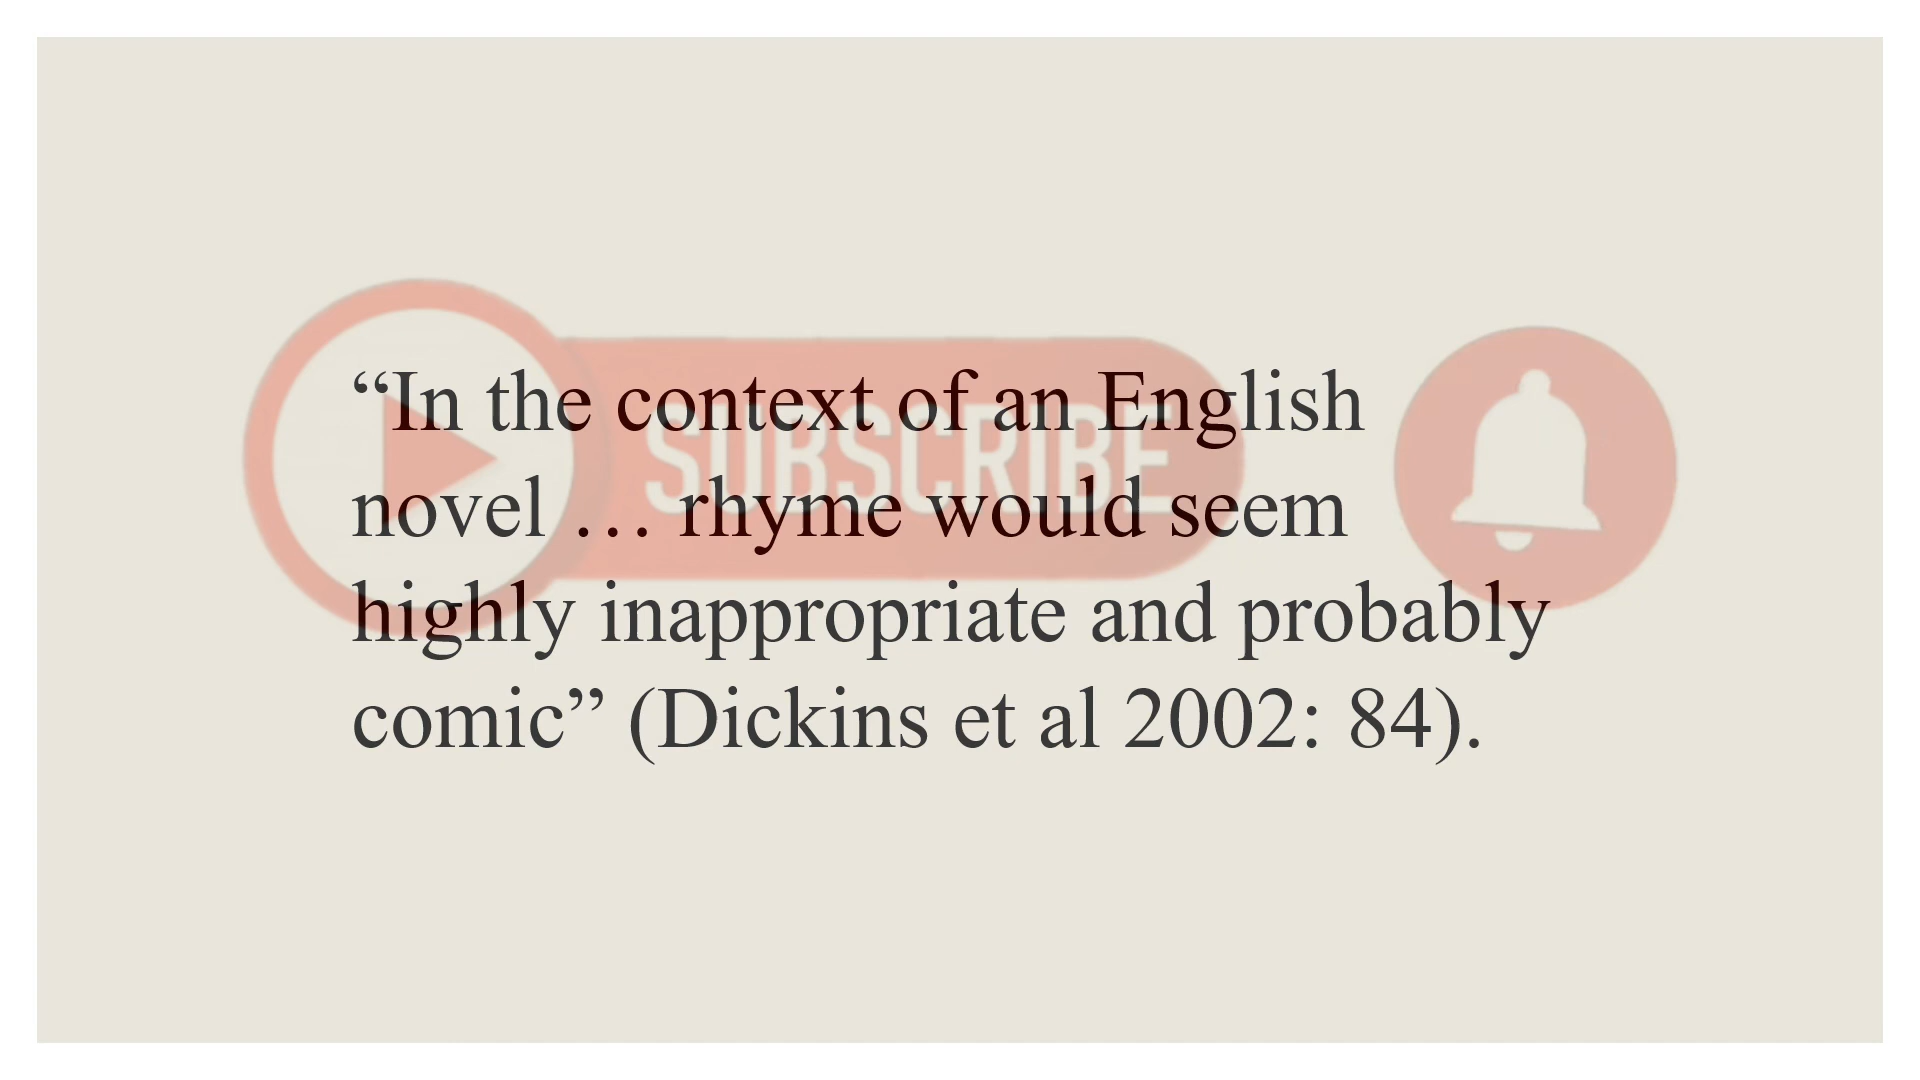 “In the context of an English
SUBSCRIBE
novel … rhyme would seem
highly inappropriate and probably
comic” (Dickins et al 2002: 84).